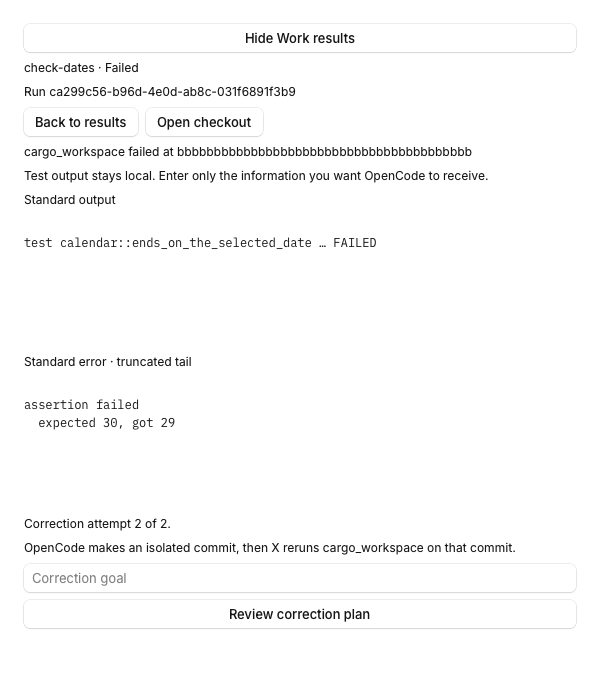 Hide Work results
check-dates · Failed
Run ca299c56-b96d-4e0d-ab8c-031f6891f3b9
Back to results
Open checkout
cargo_workspace failed at bbbbbbbbbbbbbbbbbbbbbbbbbbbbbbbbbbbbbbbb
Test output stays local. Enter only the information you want OpenCode to receive.
Standard output
test calendar::ends_on_the_selected_date … FAILED
Standard error · truncated tail
assertion failed
expected 30, got 29
Correction attempt 2 of 2.
OpenCode makes an isolated commit, then X reruns cargo_workspace on that commit.
Correction goal
Review correction plan